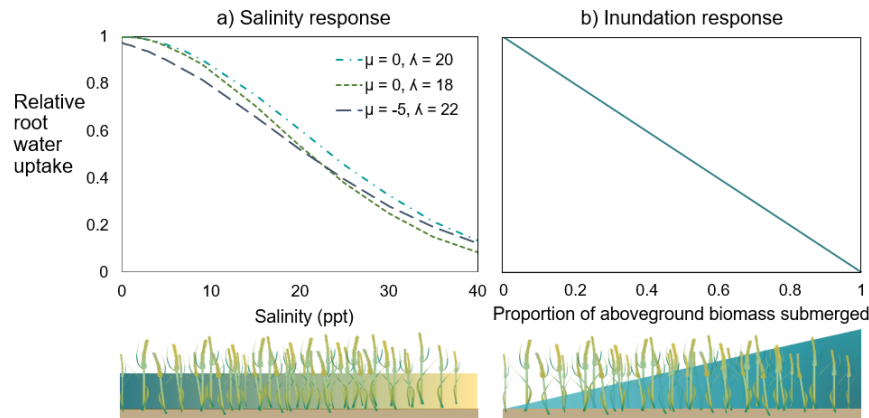 a) Salinity response
b) Inundation response
Relative
root
water
uptake
1
0.8
0.6
0.4
0.2
0
μ = 0, ʎ = 20
μ = 0, ʎ = 18
μ = -5, ʎ = 22
0 10 20 30 40
Salinity (ppt)
0 0.2 0.4 0.6 0.8 1
Proportion of aboveground biomass submerged